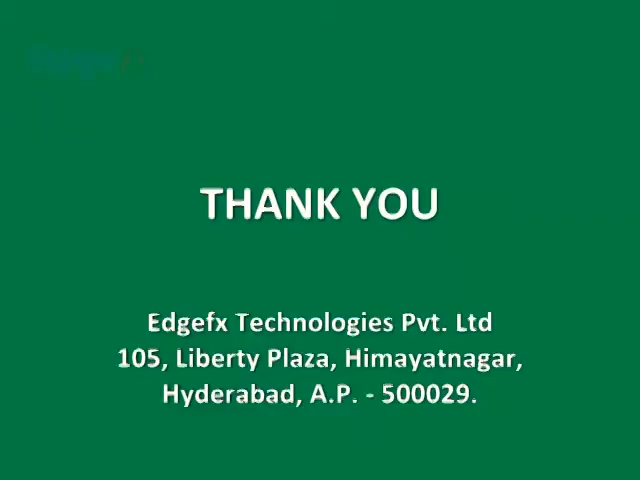 THANK YOU
Edgefx Technologies Pvt. Ltd
105, Liberty Plaza, Himayatnagar,
Hyderabad, A.P. - 500029.